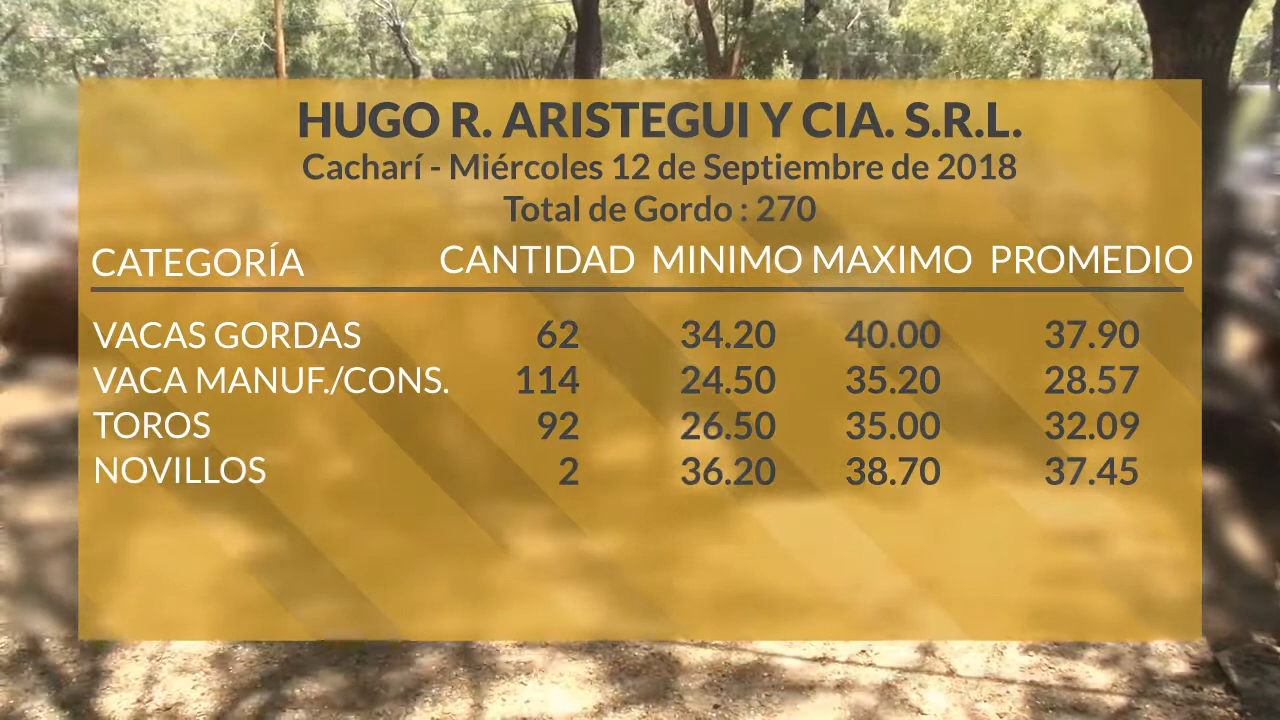 HUGO R. ARISTEGUI Y CIA. S.R.L.
Cacharí - Miércoles 12 de Septiembre de 2018
Total de Gordo : 270
CATEGORÍA CANTIDAD MINIMO MAXIMO PROMEDIO
VACAS GORDAS 62 34.20 40.00 37.90
VACA MANUF./CONS. 114 24.50 35.20 28.57
TOROS 92 26.50 35.00 32.09
NOVILLOS 2 36.20 38.70 37.45